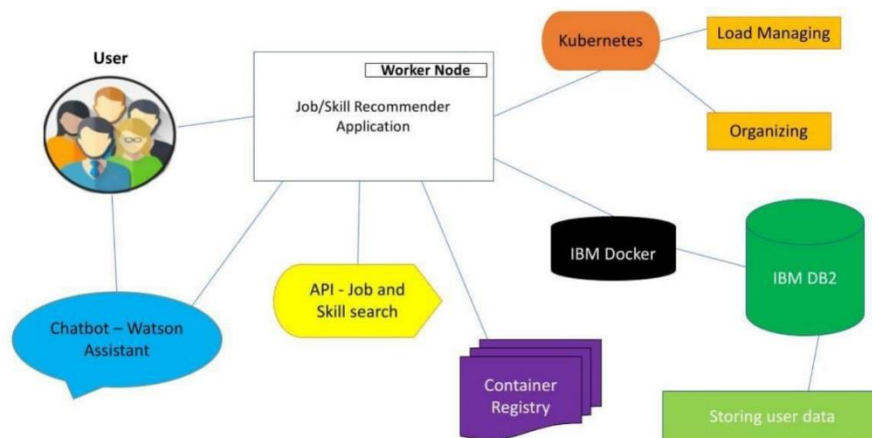 User
Worker Node
Job/Skill Recommender
Application
Kubernetes
Load Managing
Organizing
IBM Docker
IBM DB2
Chatbot – Watson
Assistant
API - Job and
Skill search
Container
Registry
Storing user data